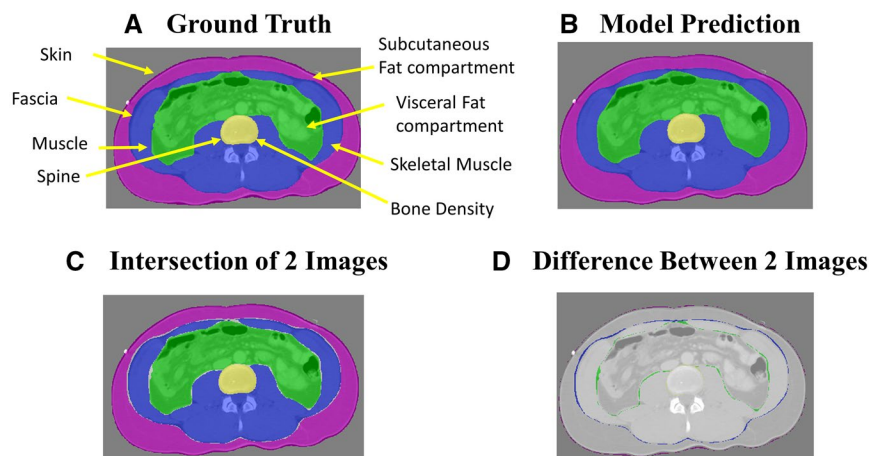 A Ground Truth
B Model Prediction
Skin
Fascia
Muscle
Spine
Subcutaneous
Fat compartment
Visceral Fat
compartment
Skeletal Muscle
Bone Density
C Intersection of 2 Images
D Difference Between 2 Images